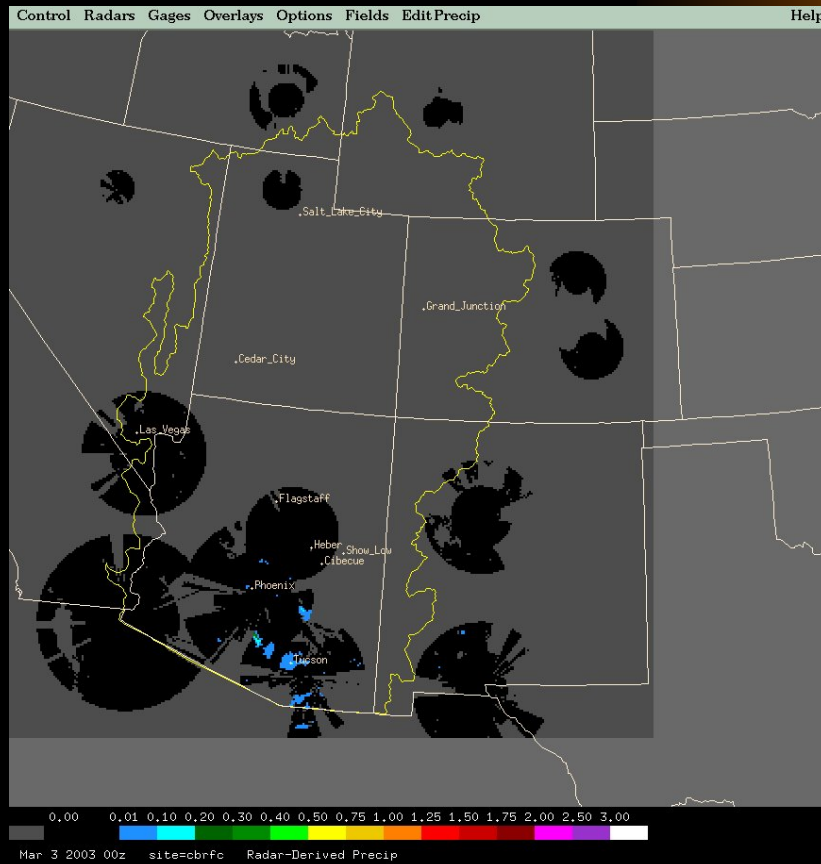 Control Radars Gages Overlays Options Fields Edit Precip Help
Salt_Lake_City
Grand_Junction
Cedar_City
Las_Vegas
Flagstaff
Heber
Show_Low
Cibecue
Phoenix
Tucson
0.00 0.01 0.10 0.20 0.30 0.40 0.50 0.75 1.00 1.25 1.50 1.75 2.00 2.50 3.00
Mar 3 2003 00z site=cbrfc Radar-Derived Precip